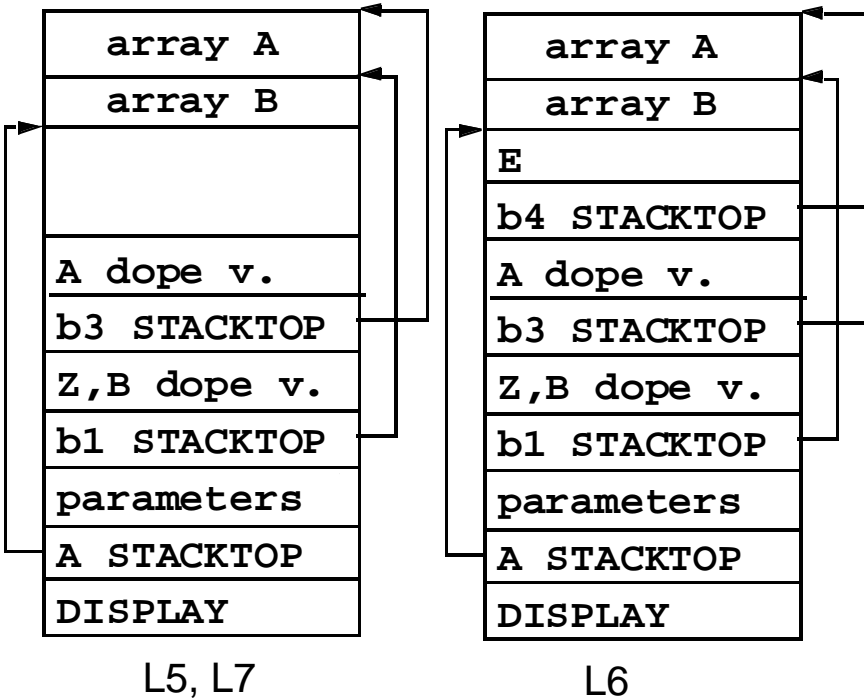 array A
array B
A dope v.
b3 STACKTOP
Z,B dope v.
b1 STACKTOP
parameters
A STACKTOP
DISPLAY
L5, L7
array A
array B
E
b4 STACKTOP
A dope v.
b3 STACKTOP
Z,B dope v.
b1 STACKTOP
parameters
A STACKTOP
DISPLAY
L6